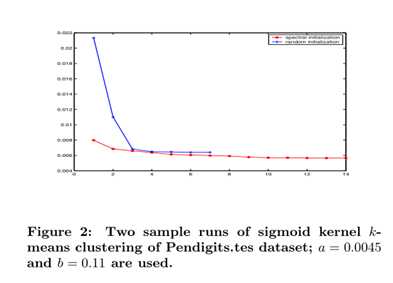 0.022
0.02
0.018
0.016
0.014
0.012
0.01
0.008
0.006
0.004
0 2 4 6 8 10 12 14
spectral initialization
random initialization
Figure 2: Two sample runs of sigmoid kernel k-
means clustering of Pendigits.tes dataset; a = 0.0045
and b = 0.11 are used.